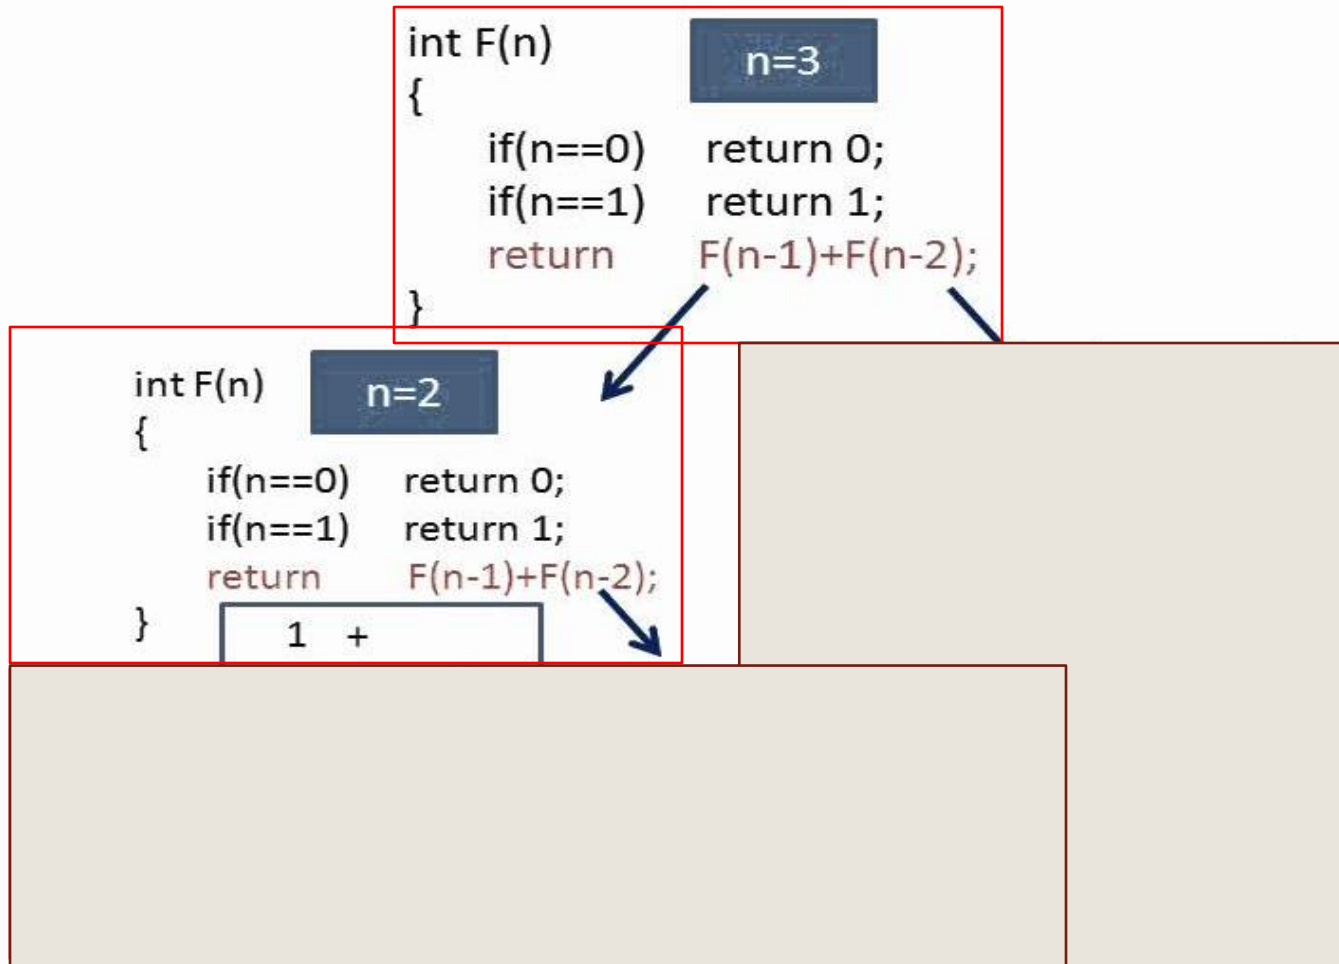 int F(n)
n=3
{
if(n==0) return 0;
if(n==1) return 1;
return F(n-1)+F(n-2);
}
int F(n)
n=2
{
if(n==0) return 0;
if(n==1) return 1;
return F(n-1)+F(n-2);
}
1 +